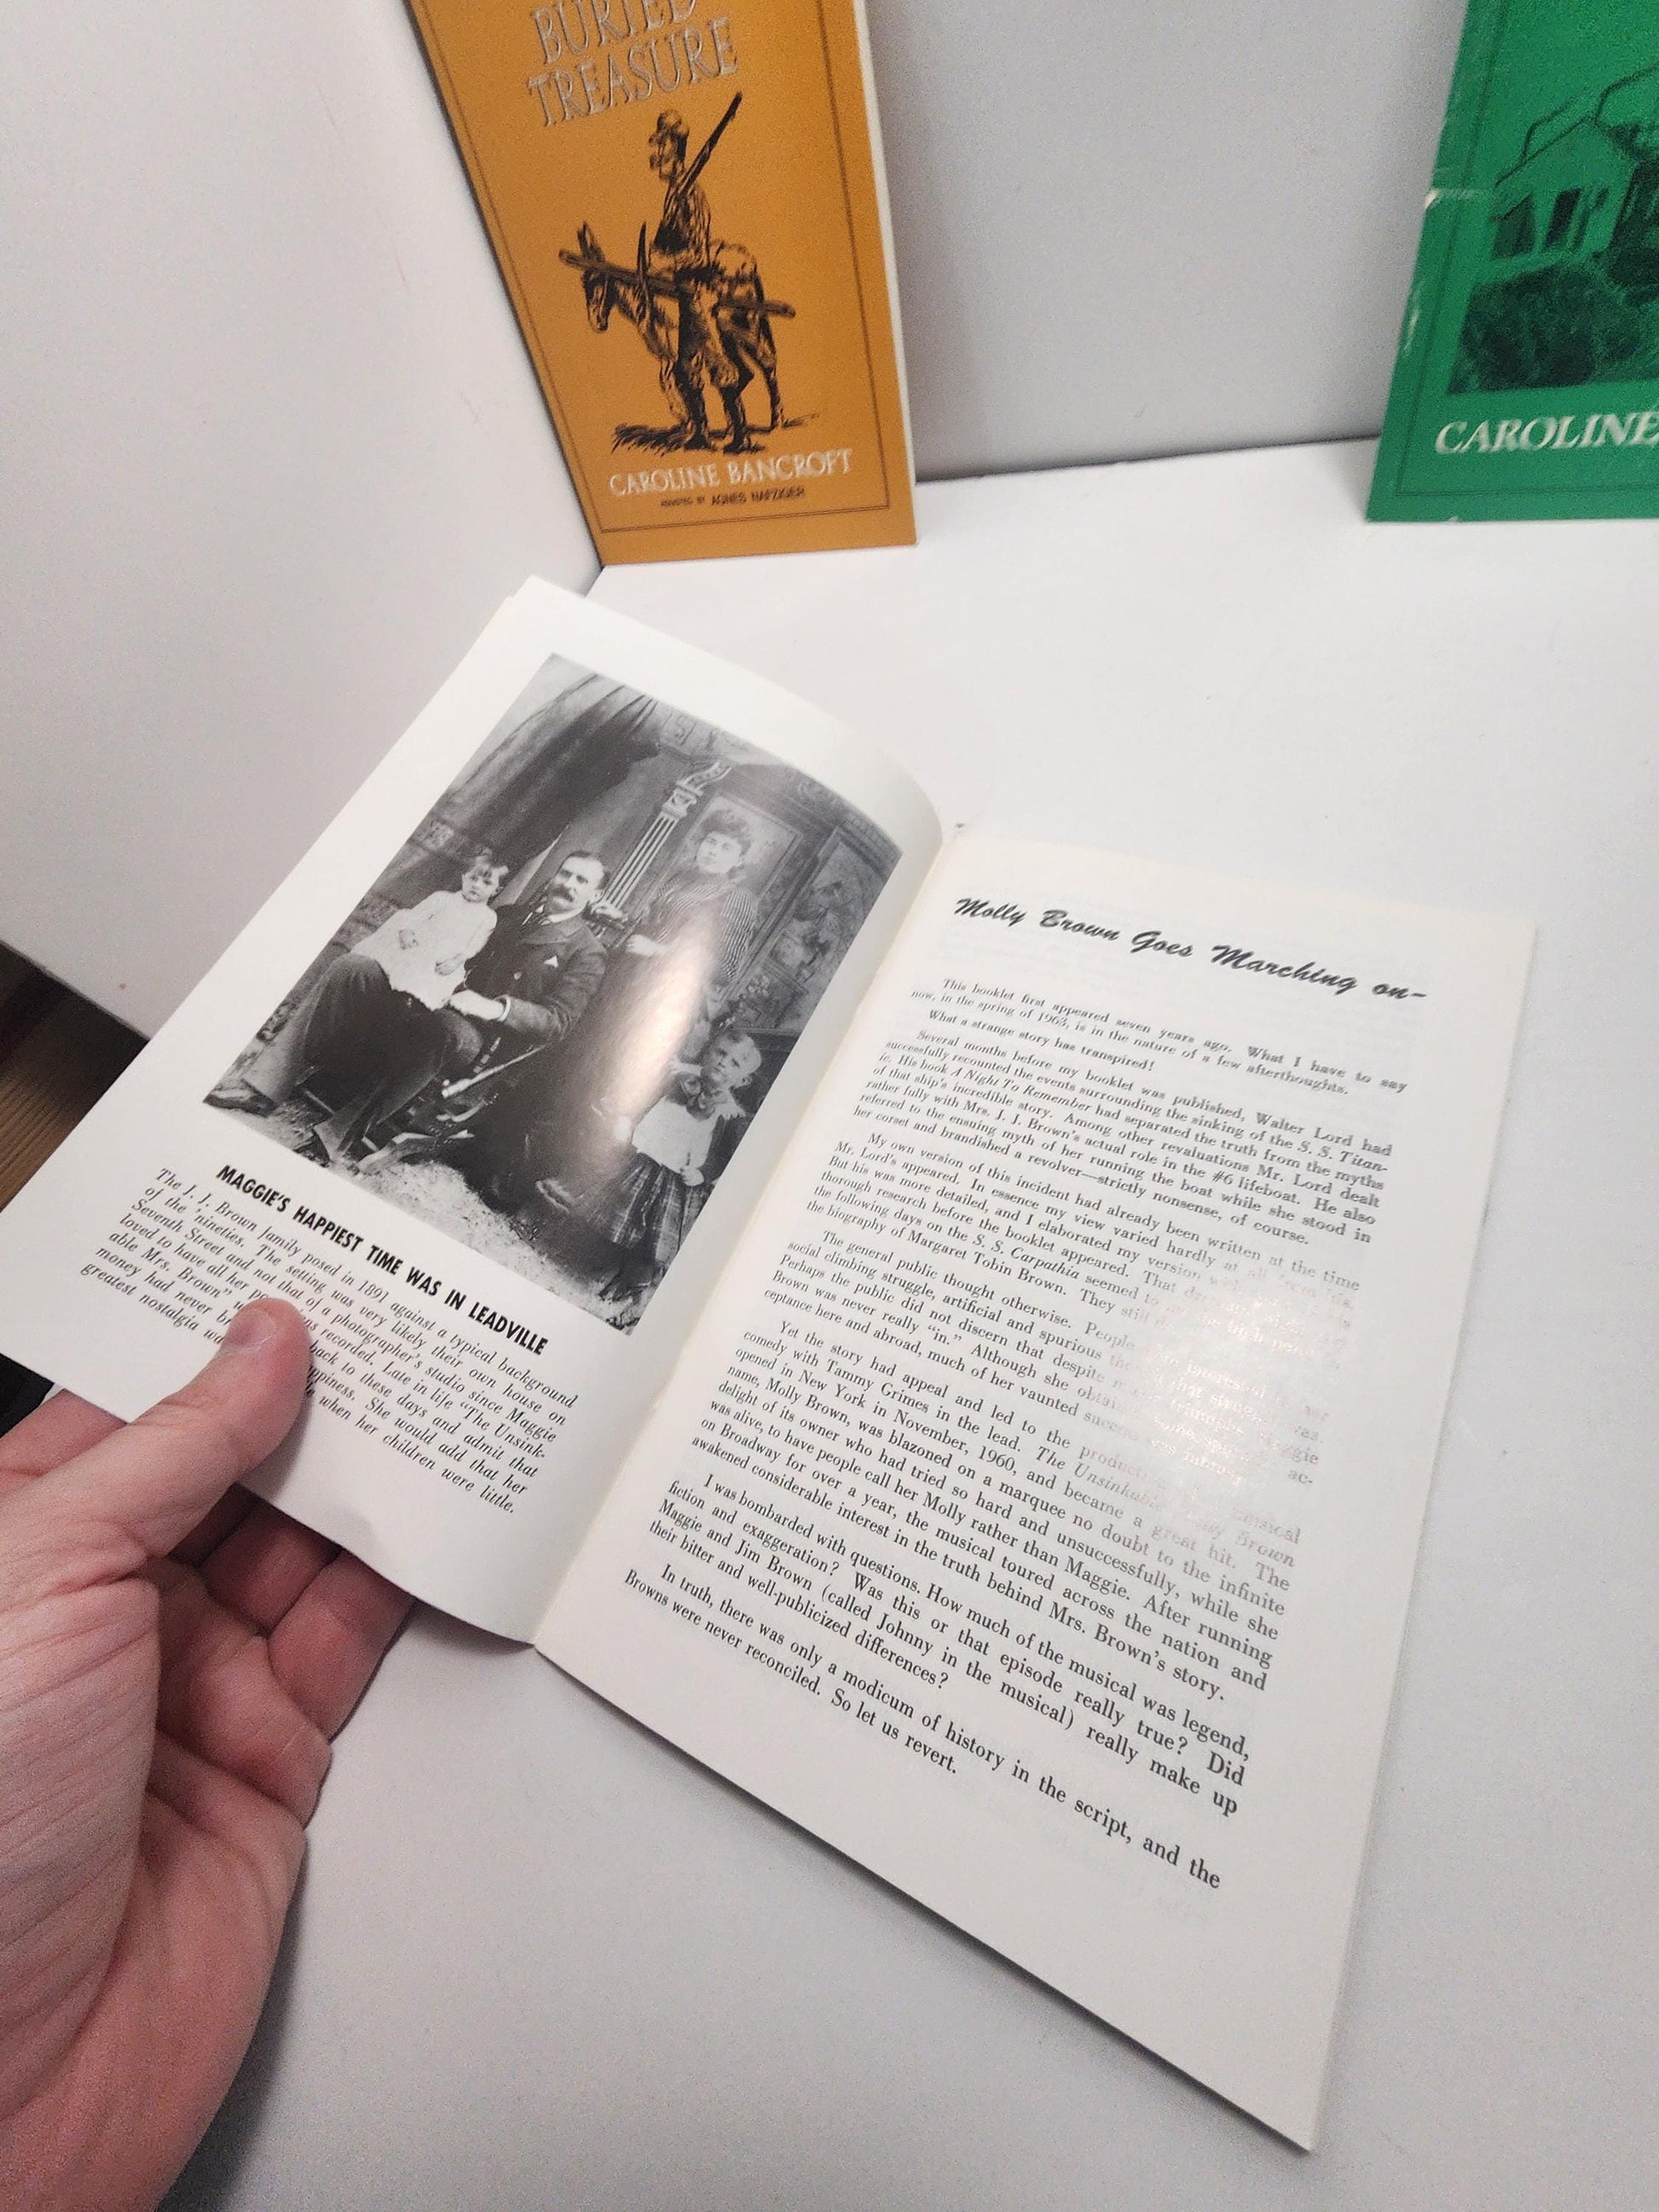 BURIED
TREASURE
CAROLINE BANCROFT
ADAPTED BY AGNES NAFZIGER
CAROLINE
MAGGIE'S HAPPIEST TIME WAS IN LEADVILLE
The J. J. Brown family posed in 1891 against a typical background
of the 'nineties. The setting was very likely their own house on
Seventh Street and not that of a photographer's studio since Maggie
loved to have all her recorded. Late in life "The Unsink-
able Mrs. Brown" back to these days and admit that
money had never She would add that her
greatest nostalgia when her children were little.
Molly Brown Goes Marching on-
This booklet first appeared seven years ago. What I have to say
now, in the spring of 1963, is in the nature of a few afterthoughts.
What a strange story has transpired!
Several months before my booklet was published, Walter Lord had
successfully recounted the events surrounding the sinking of the S. S. Titan-
ic. His book A Night To Remember had separated the truth from the myths
of that ship's incredible story. Among other revaluations Mr. Lord dealt
rather fully with Mrs. J. J. Brown's actual role in the #6 lifeboat. He also
referred to the ensuing myth of her running the boat while she stood in
her corset and brandished a revolver—strictly nonsense, of course.
My own version of this incident had already been written at the time
Mr. Lord's appeared. In essence my view varied hardly at all from his.
But his was more detailed, and I elaborated my version
thorough research before the booklet appeared. That
the following days on the S. S. Carpathia seemed to
the biography of Margaret Tobin Brown. They still
The general public thought otherwise. People
social climbing struggle, artificial and spurious
Perhaps the public did not discern that despite Maggie
Brown was never really "in." Although she ac-
ceptance here and abroad, much of her vaunted
Yet the story had appeal and led to the musical
comedy with Tammy Grimes in the lead. The Unsinkable Molly Brown
opened in New York in November, 1960, and became a great hit. The
name, Molly Brown, was blazoned on a marquee no doubt to the infinite
delight of its owner who had tried so hard and unsuccessfully, while she
was alive, to have people call her Molly rather than Maggie. After running
on Broadway for over a year, the musical toured across the nation and
awakened considerable interest in the truth behind Mrs. Brown's story.
I was bombarded with questions. How much of the musical was legend,
fiction and exaggeration? Was this or that episode really true? Did
Maggie and Jim Brown (called Johnny in the musical) really make up
their bitter and well-publicized differences?
In truth, there was only a modicum of history in the script, and the
Browns were never reconciled. So let us revert.